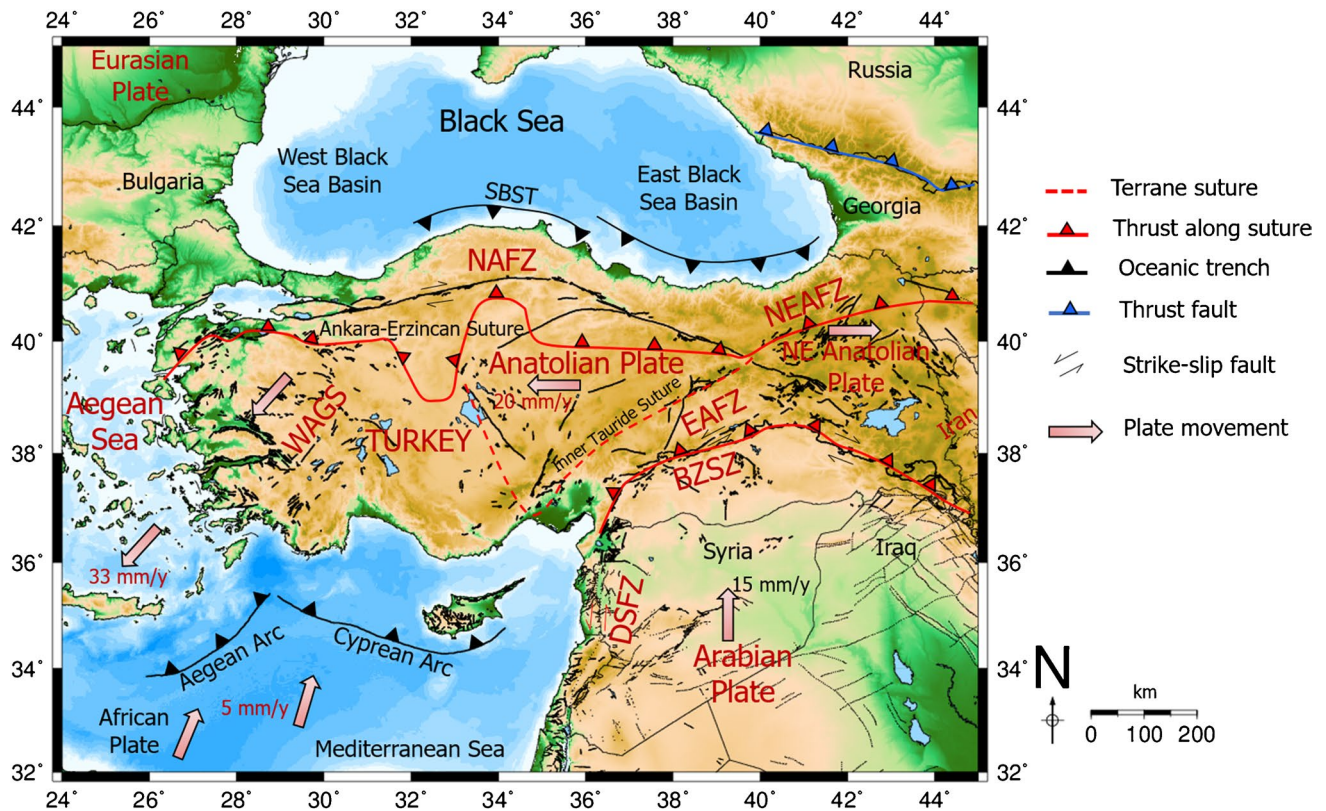 24˚ 26˚ 28˚ 30˚ 32˚ 34˚ 36˚ 38˚ 40˚ 42˚ 44˚
Eurasian
Plate
Russia
44˚ 44˚
Black Sea
West Black
Sea Basin
East Black
Sea Basin
Bulgaria
SBST
Georgia
42˚ 42˚
NAFZ
NEAFZ
Ankara-Erzincan Suture
40˚ 40˚
Anatolian Plate
NE Anatolian
Plate
20 mm/y
Aegean
Sea
WAGS
TURKEY
Inner Tauride Suture
EAFZ
Iran
38˚ 38˚
BZSZ
36˚ 36˚
Syria
Iraq
33 mm/y
15 mm/y
DSFZ
Aegean Arc
Cyprean Arc
Arabian
Plate
34˚ 34˚
5 mm/y
African
Plate
Mediterranean Sea
32˚ 32˚
24˚ 26˚ 28˚ 30˚ 32˚ 34˚ 36˚ 38˚ 40˚ 42˚ 44˚
Terrane suture
Thrust along suture
Oceanic trench
Thrust fault
Strike-slip fault
Plate movement
N
km
0 100 200